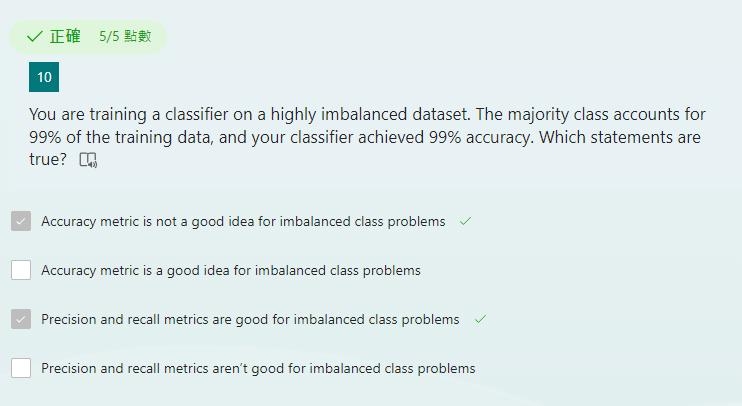 正確 5/5 點數
10
You are training a classifier on a highly imbalanced dataset. The majority class accounts for
99% of the training data, and your classifier achieved 99% accuracy. Which statements are
true?
Accuracy metric is not a good idea for imbalanced class problems
Accuracy metric is a good idea for imbalanced class problems
Precision and recall metrics are good for imbalanced class problems
Precision and recall metrics aren’t good for imbalanced class problems